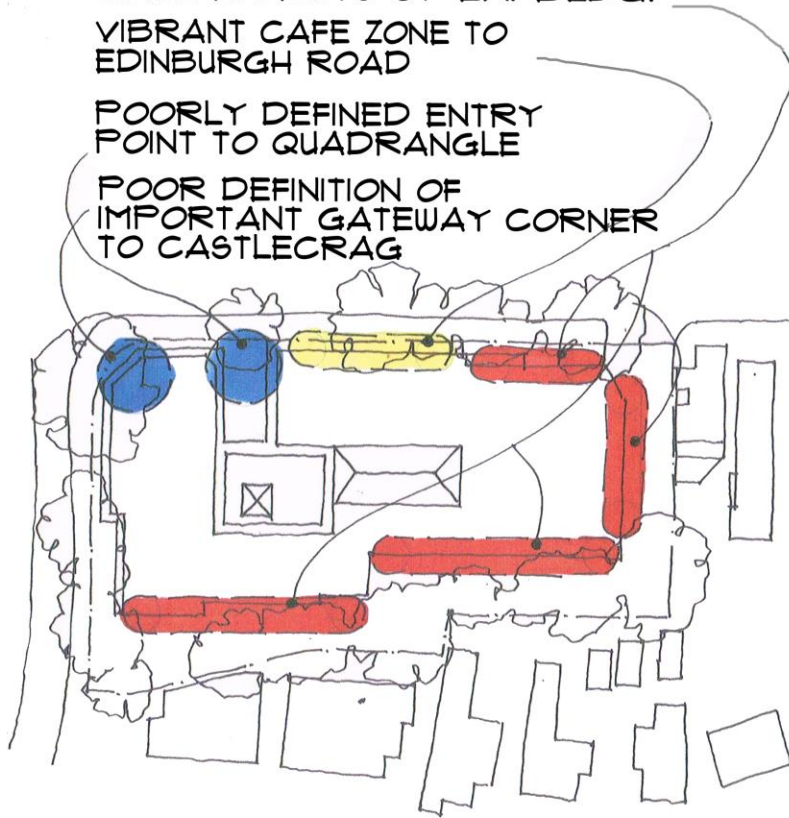 VIBRANT CAFE ZONE TO
EDINBURGH ROAD
POORLY DEFINED ENTRY
POINT TO QUADRANGLE
POOR DEFINITION OF
IMPORTANT GATEWAY CORNER
TO CASTLECRAG